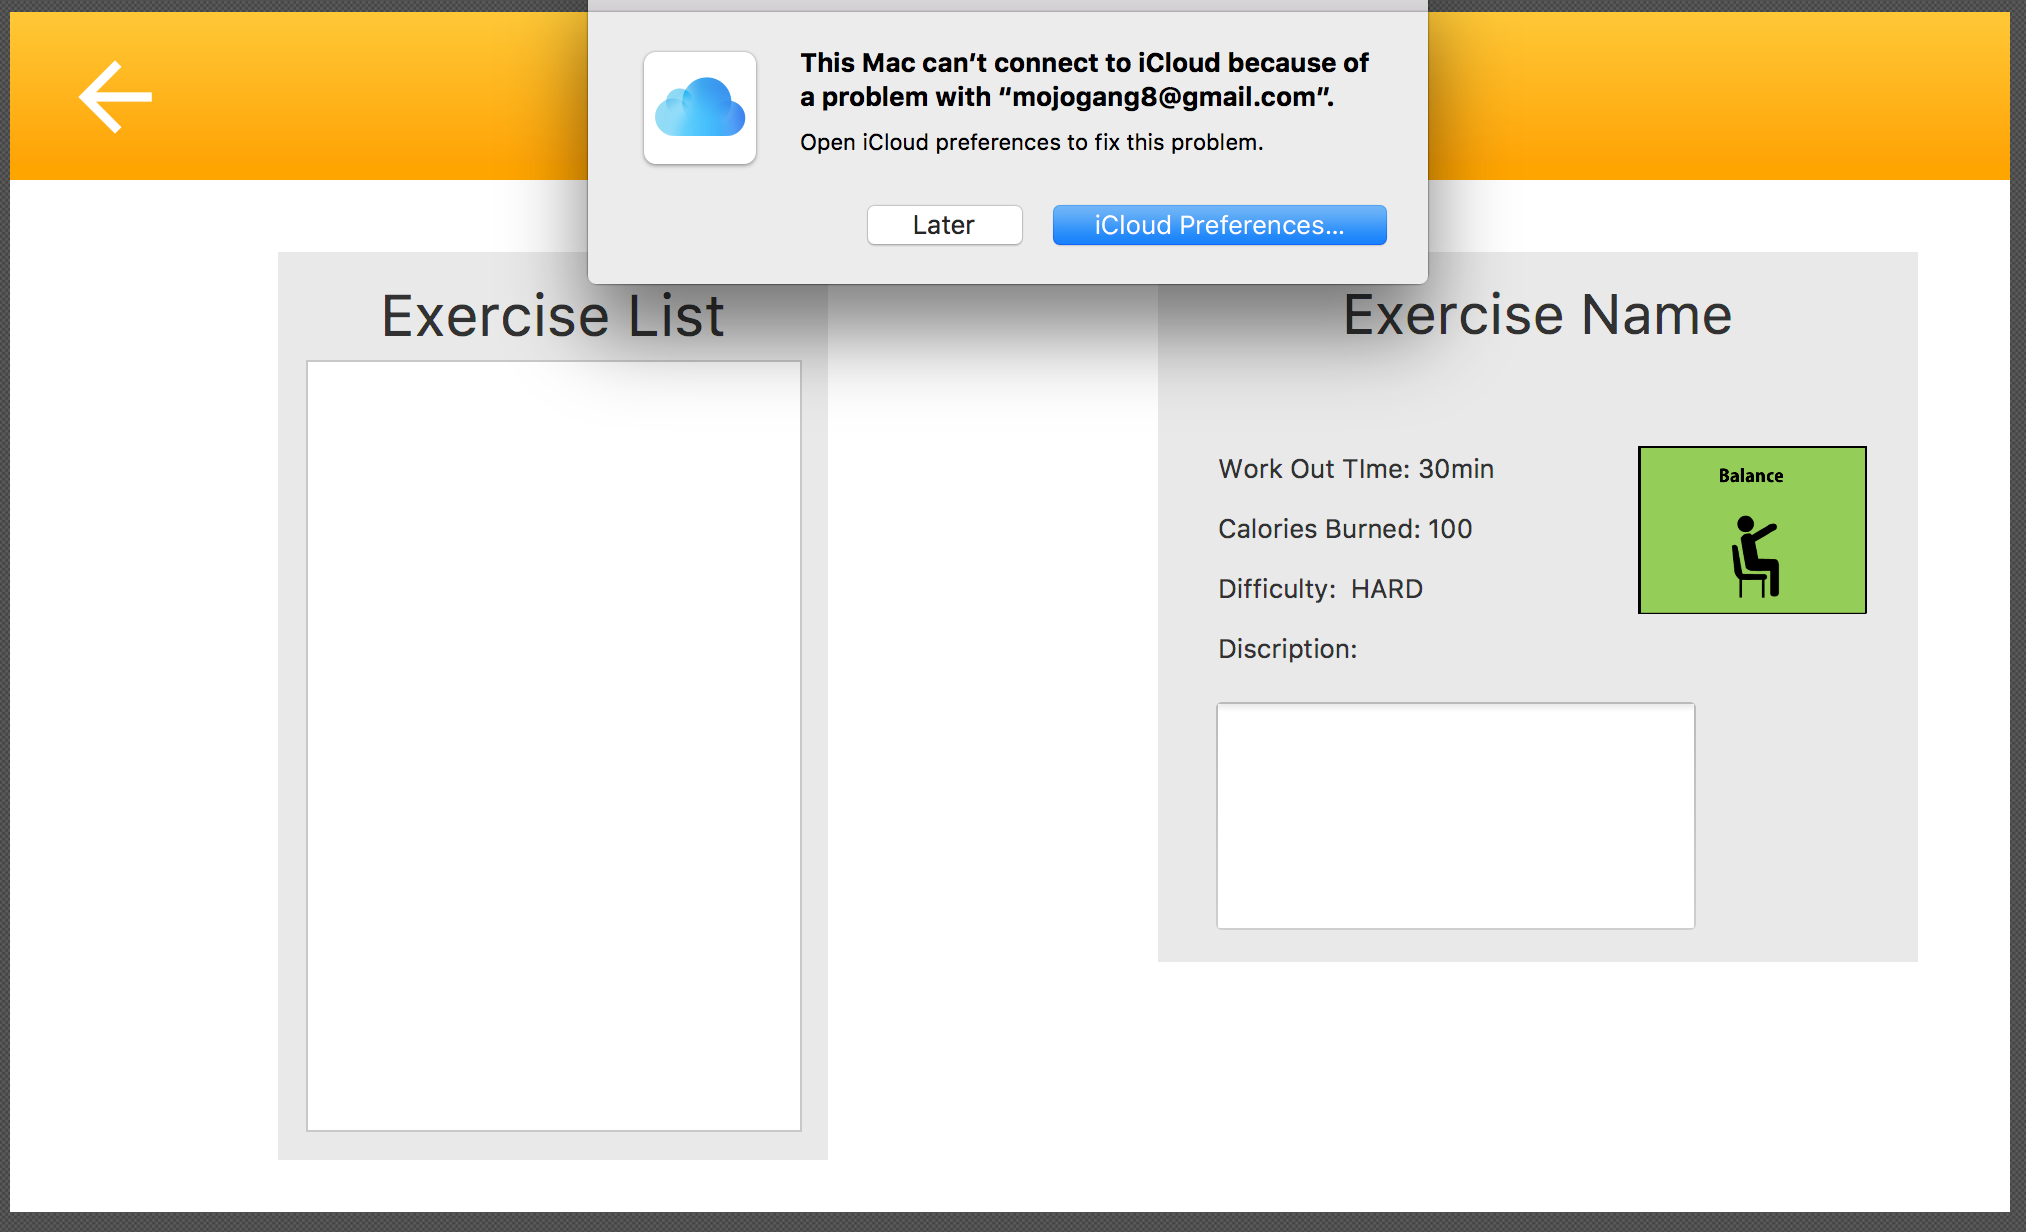 This Mac can’t connect to iCloud because of
a problem with “mojogang8@gmail.com”.
Open iCloud preferences to fix this problem.
Later
iCloud Preferences...
Exercise List
Exercise Name
Work Out TIme: 30min
Calories Burned: 100
Difficulty: HARD
Discription:
Balance